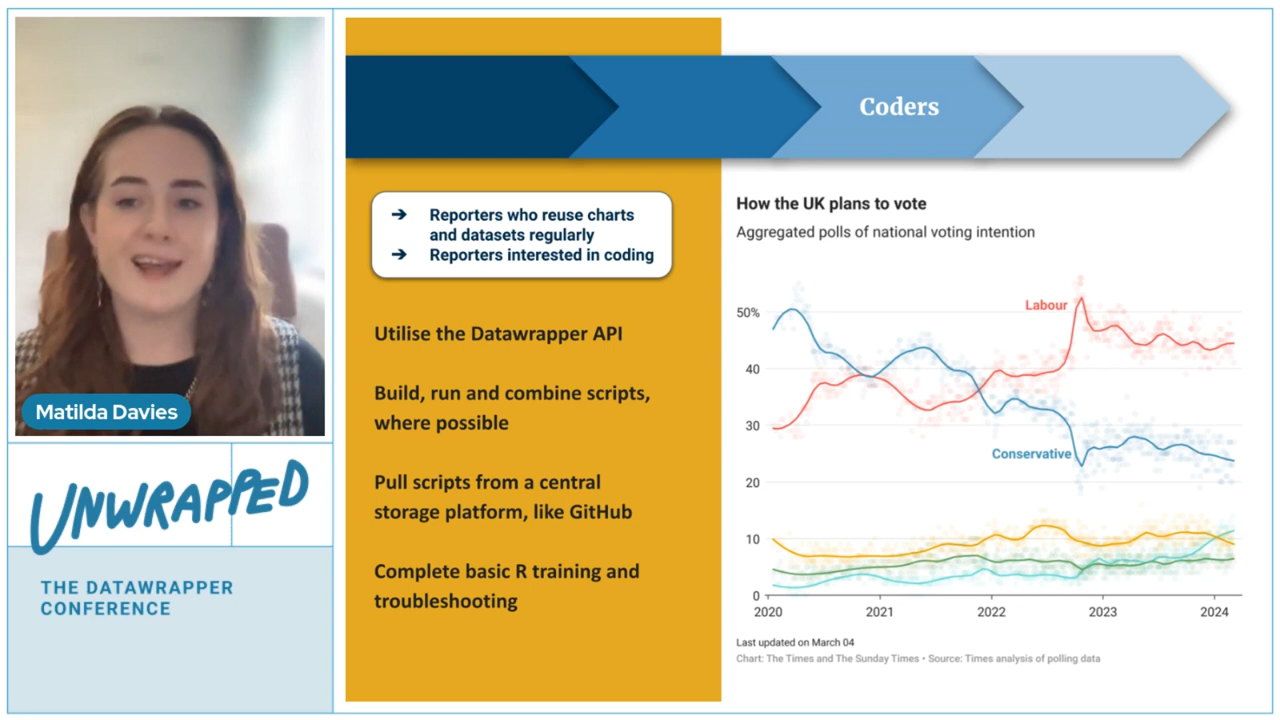 Matilda Davies
UNWRAPPED
THE DATAWRAPPER
CONFERENCE
Coders
➔ Reporters who reuse charts
and datasets regularly
➔ Reporters interested in coding
Utilise the Datawrapper API
Build, run and combine scripts,
where possible
Pull scripts from a central
storage platform, like GitHub
Complete basic R training and
troubleshooting
How the UK plans to vote
Aggregated polls of national voting intention
Labour
50%
40
30
Conservative
20
10
0
2020 2021 2022 2023 2024
Last updated on March 04
Chart: The Times and The Sunday Times • Source: Times analysis of polling data